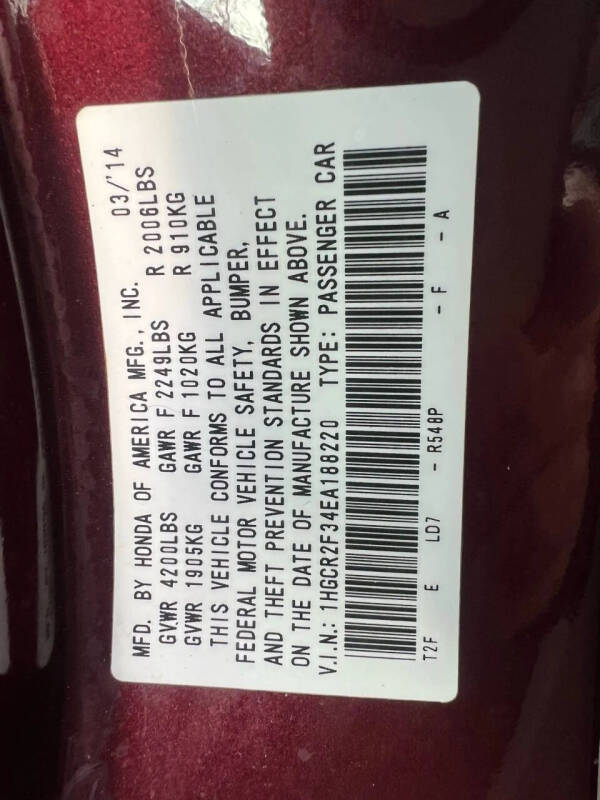 MFD. BY HONDA OF AMERICA MFG., INC. 03/'14
GVWR 4200LBS GAWR F 2249LBS R 2006LBS
GVWR 1905KG GAWR F 1020KG R 910KG
THIS VEHICLE CONFORMS TO ALL APPLICABLE
FEDERAL MOTOR VEHICLE SAFETY, BUMPER,
AND THEFT PREVENTION STANDARDS IN EFFECT
ON THE DATE OF MANUFACTURE SHOWN ABOVE.
V.I.N.: 1HGCR2F34EA188220 TYPE: PASSENGER CAR
T2F E LD7 - R548P - F - A